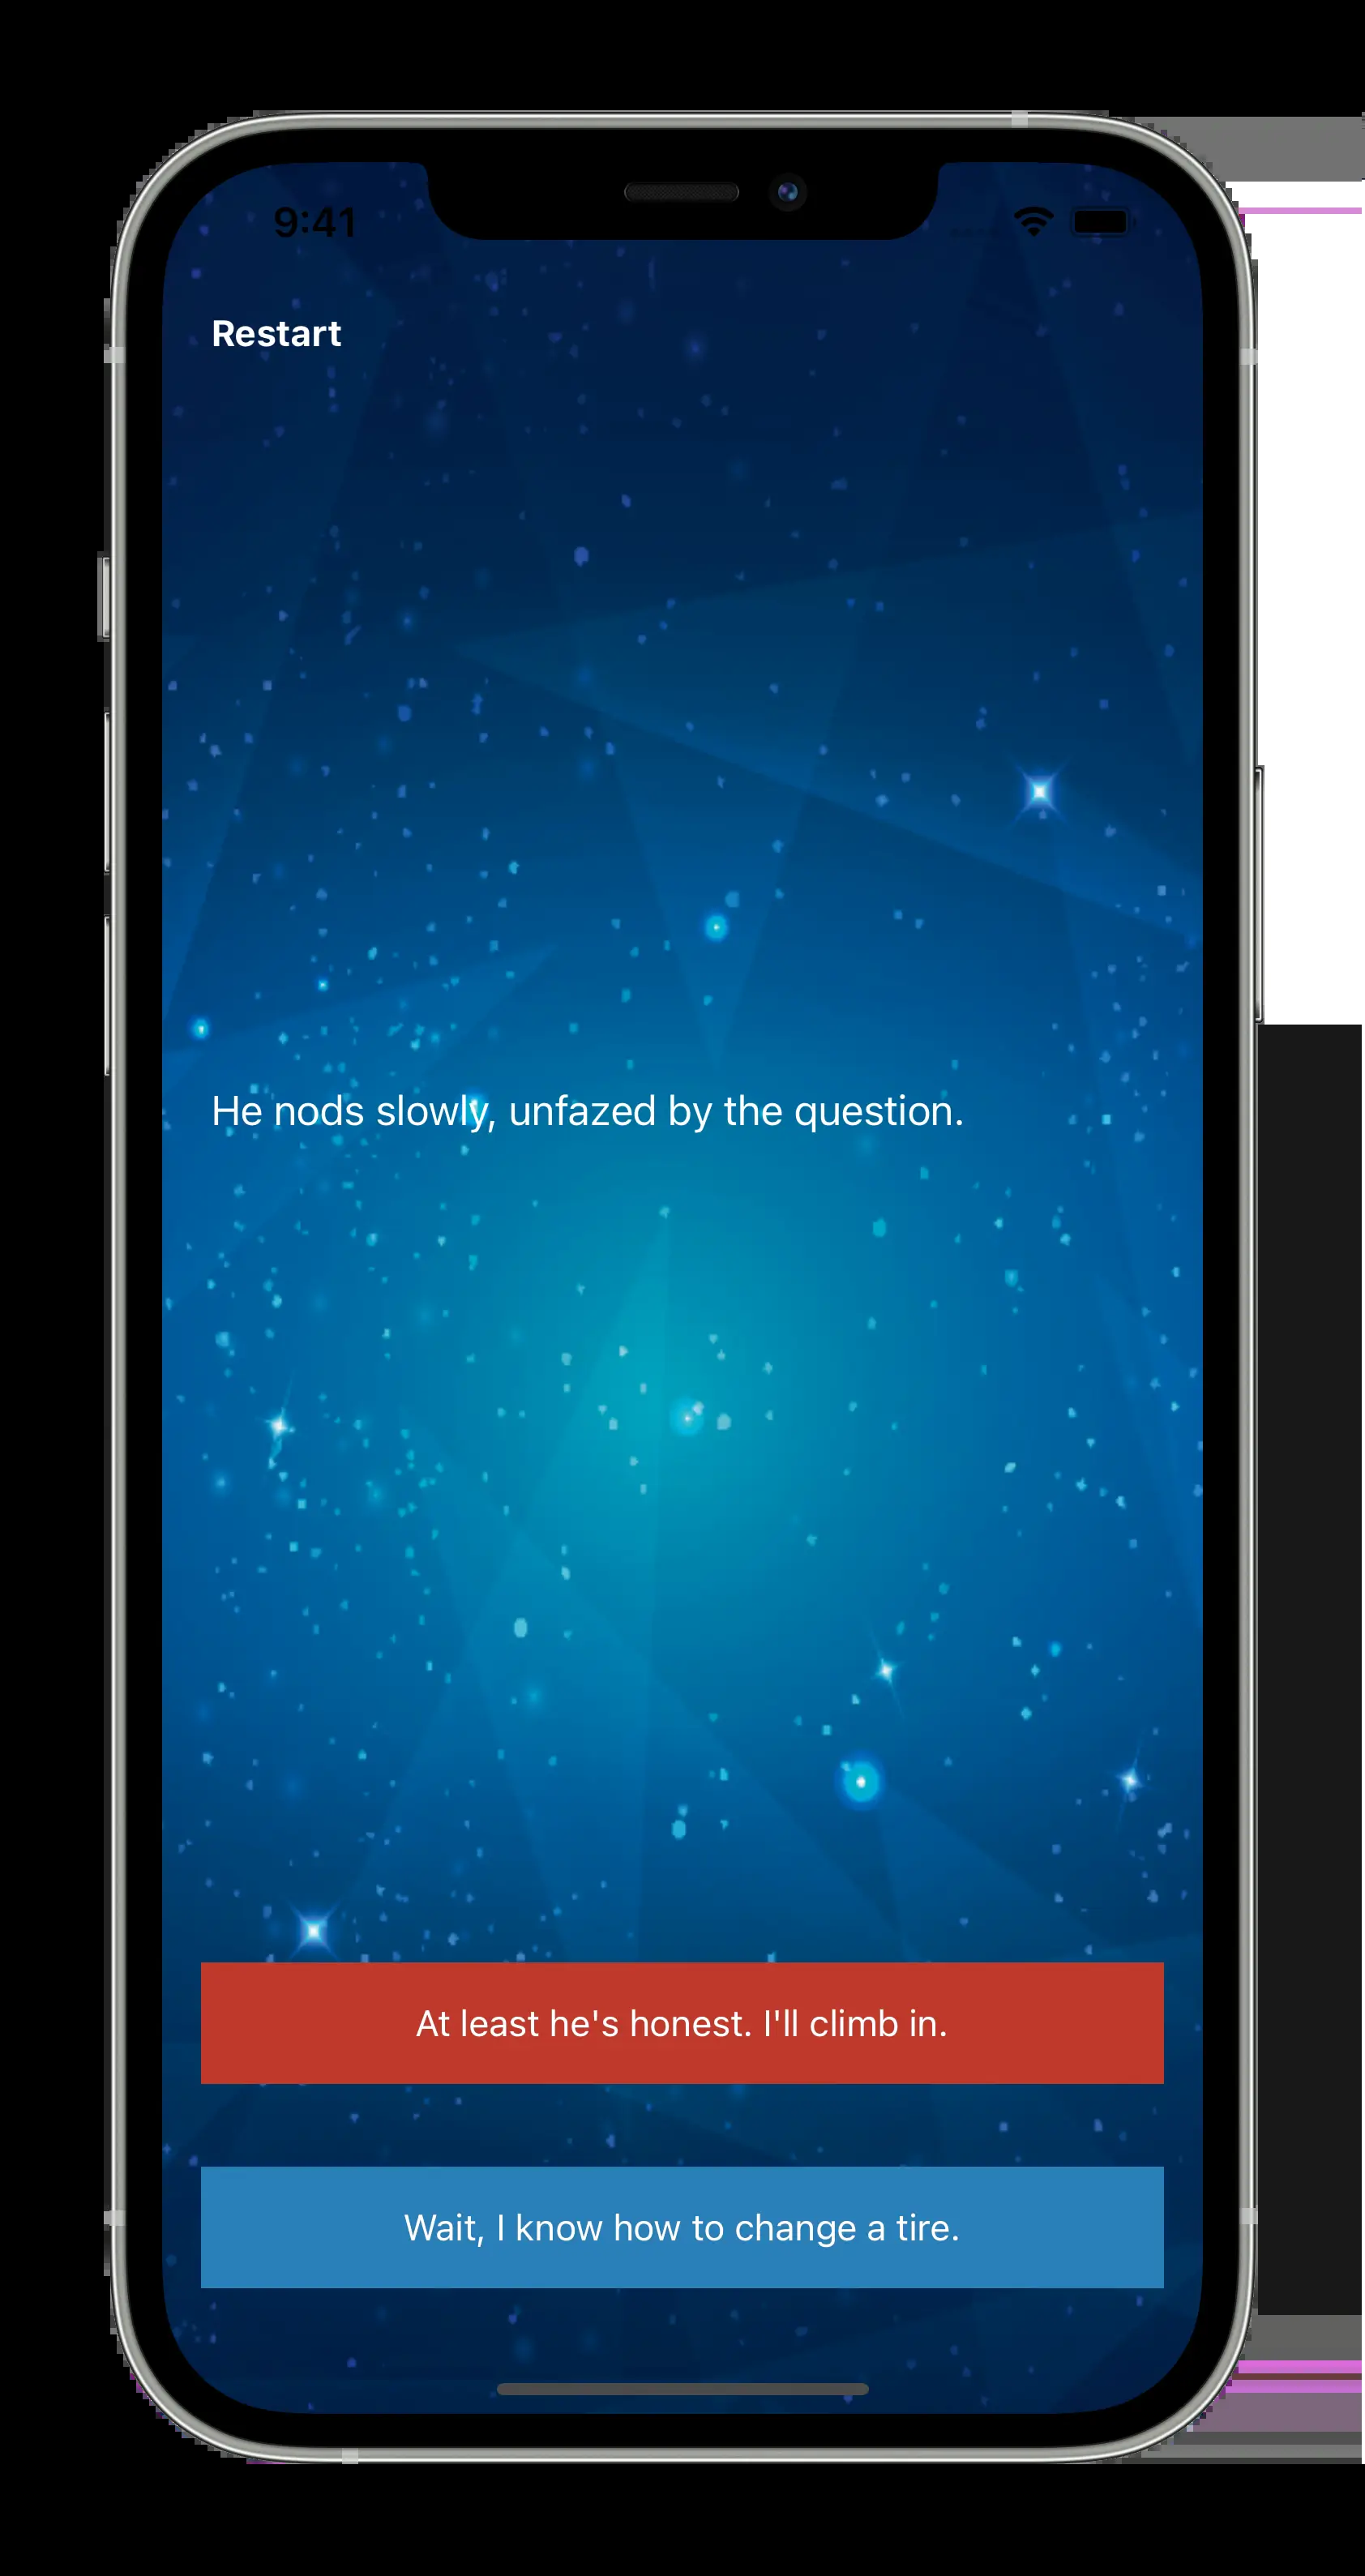 9:41
Restart
He nods slowly, unfazed by the question.
At least he's honest. I'll climb in.
Wait, I know how to change a tire.